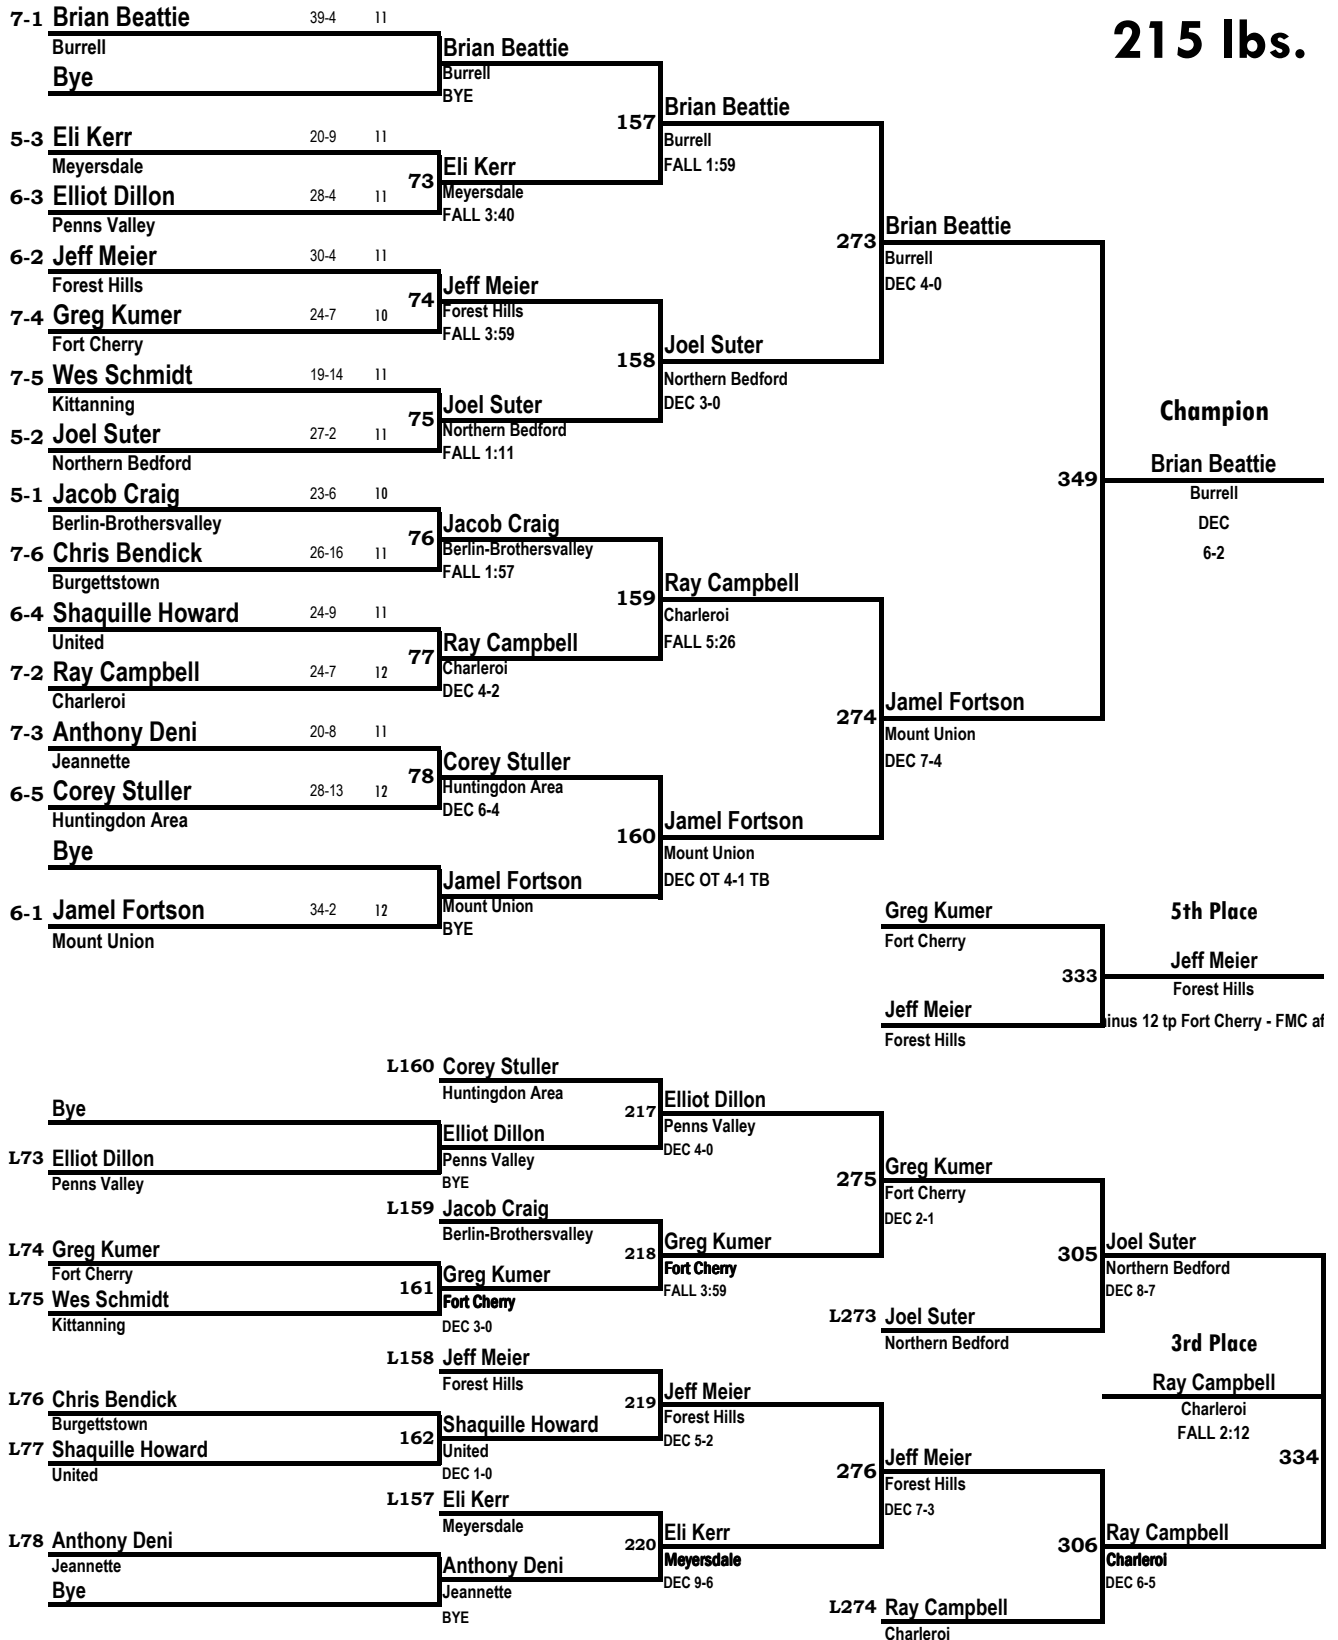 215 lbs.
7-1 Brian Beattie 39-4 11
Burrell
Bye
Brian Beattie
Burrell
BYE
5-3 Eli Kerr 20-9 11
Meyersdale
6-3 Elliot Dillon 28-4 11
Penns Valley
73 Eli Kerr
Meyersdale
FALL 3:40
157 Brian Beattie
Burrell
FALL 1:59
6-2 Jeff Meier 30-4 11
Forest Hills
7-4 Greg Kumer 24-7 10
Fort Cherry
74 Jeff Meier
Forest Hills
FALL 3:59
7-5 Wes Schmidt 19-14 11
Kittanning
5-2 Joel Suter 27-2 11
Northern Bedford
75 Joel Suter
Northern Bedford
FALL 1:11
158 Joel Suter
Northern Bedford
DEC 3-0
273 Brian Beattie
Burrell
DEC 4-0
5-1 Jacob Craig 23-6 10
Berlin-Brothersvalley
7-6 Chris Bendick 26-16 11
Burgettstown
76 Jacob Craig
Berlin-Brothersvalley
FALL 1:57
6-4 Shaquille Howard 24-9 11
United
7-2 Ray Campbell 24-7 12
Charleroi
77 Ray Campbell
Charleroi
DEC 4-2
159 Ray Campbell
Charleroi
FALL 5:26
7-3 Anthony Deni 20-8 11
Jeannette
6-5 Corey Stuller 28-13 12
Huntingdon Area
78 Corey Stuller
Huntingdon Area
DEC 6-4
Bye
6-1 Jamel Fortson 34-2 12
Mount Union
Jamel Fortson
Mount Union
BYE
160 Jamel Fortson
Mount Union
DEC OT 4-1 TB
274 Jamel Fortson
Mount Union
DEC 7-4
Champion
349 Brian Beattie
Burrell
DEC
6-2
Greg Kumer
Fort Cherry
Jeff Meier
Forest Hills
5th Place
333 Jeff Meier
Forest Hills
inus 12 tp Fort Cherry - FMC af
L160 Corey Stuller
Huntingdon Area
Bye
L73 Elliot Dillon
Penns Valley
Elliot Dillon
Penns Valley
BYE
217 Elliot Dillon
Penns Valley
DEC 4-0
L159 Jacob Craig
Berlin-Brothersvalley
L74 Greg Kumer
Fort Cherry
L75 Wes Schmidt
Kittanning
161 Greg Kumer
Fort Cherry
DEC 3-0
218 Greg Kumer
Fort Cherry
FALL 3:59
275 Greg Kumer
Fort Cherry
DEC 2-1
L273 Joel Suter
Northern Bedford
305 Joel Suter
Northern Bedford
DEC 8-7
L158 Jeff Meier
Forest Hills
L76 Chris Bendick
Burgettstown
L77 Shaquille Howard
United
162 Shaquille Howard
United
DEC 1-0
219 Jeff Meier
Forest Hills
DEC 5-2
L157 Eli Kerr
Meyersdale
L78 Anthony Deni
Jeannette
Bye
Anthony Deni
Jeannette
BYE
220 Eli Kerr
Meyersdale
DEC 9-6
276 Jeff Meier
Forest Hills
DEC 7-3
L274 Ray Campbell
Charleroi
306 Ray Campbell
Charleroi
DEC 6-5
3rd Place
Ray Campbell
Charleroi
FALL 2:12
334